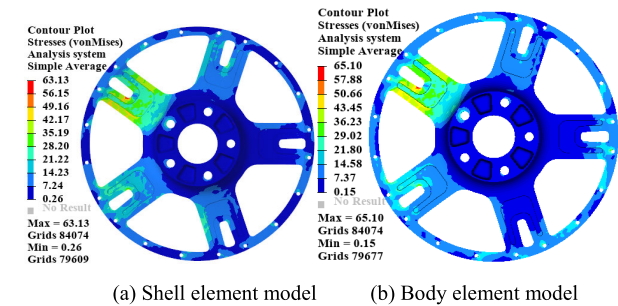 Contour Plot
Stresses (vonMises)
Analysis system
Simple Average
63.13
56.15
49.16
42.17
35.19
28.20
21.22
14.23
7.24
0.26
No Result
Max = 63.13
Grids 84074
Min = 0.26
Grids 79609
Contour Plot
Stresses (vonMises)
Analysis system
Simple Average
65.10
57.88
50.66
43.45
36.23
29.02
21.80
14.58
7.37
0.15
No Result
Max = 65.10
Grids 84074
Min = 0.15
Grids 79677
(a) Shell element model
(b) Body element model